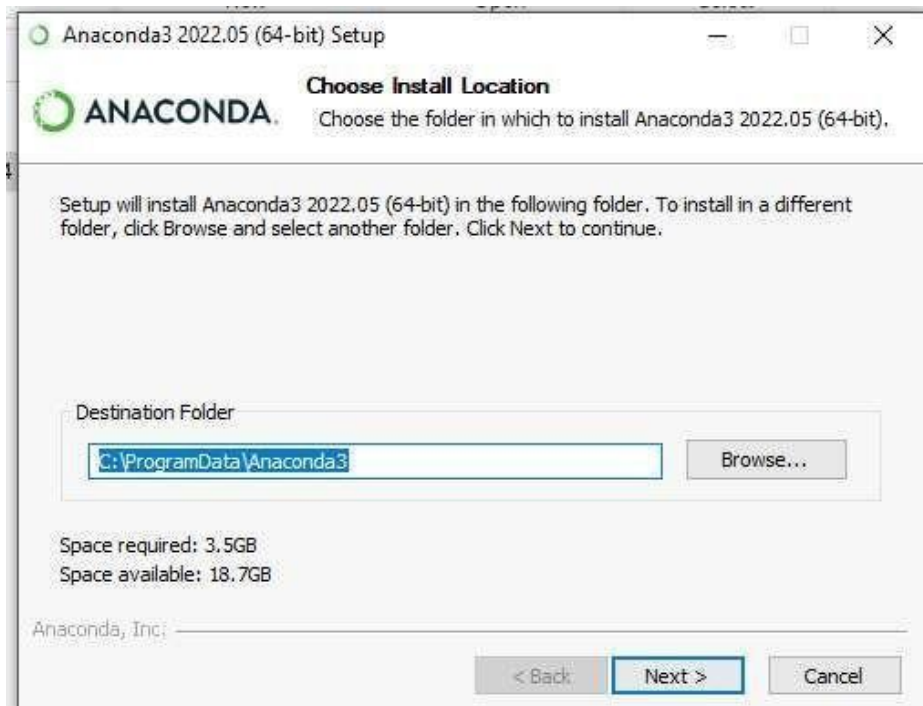 Anaconda3 2022.05 (64-bit) Setup
ANACONDA.
Choose Install Location
Choose the folder in which to install Anaconda3 2022.05 (64-bit).
Setup will install Anaconda3 2022.05 (64-bit) in the following folder. To install in a different
folder, click Browse and select another folder. Click Next to continue.
Destination Folder
C:\ProgramData\Anaconda3
Browse...
Space required: 3.5GB
Space available: 18.7GB
Anaconda, Inc.
< Back
Next >
Cancel